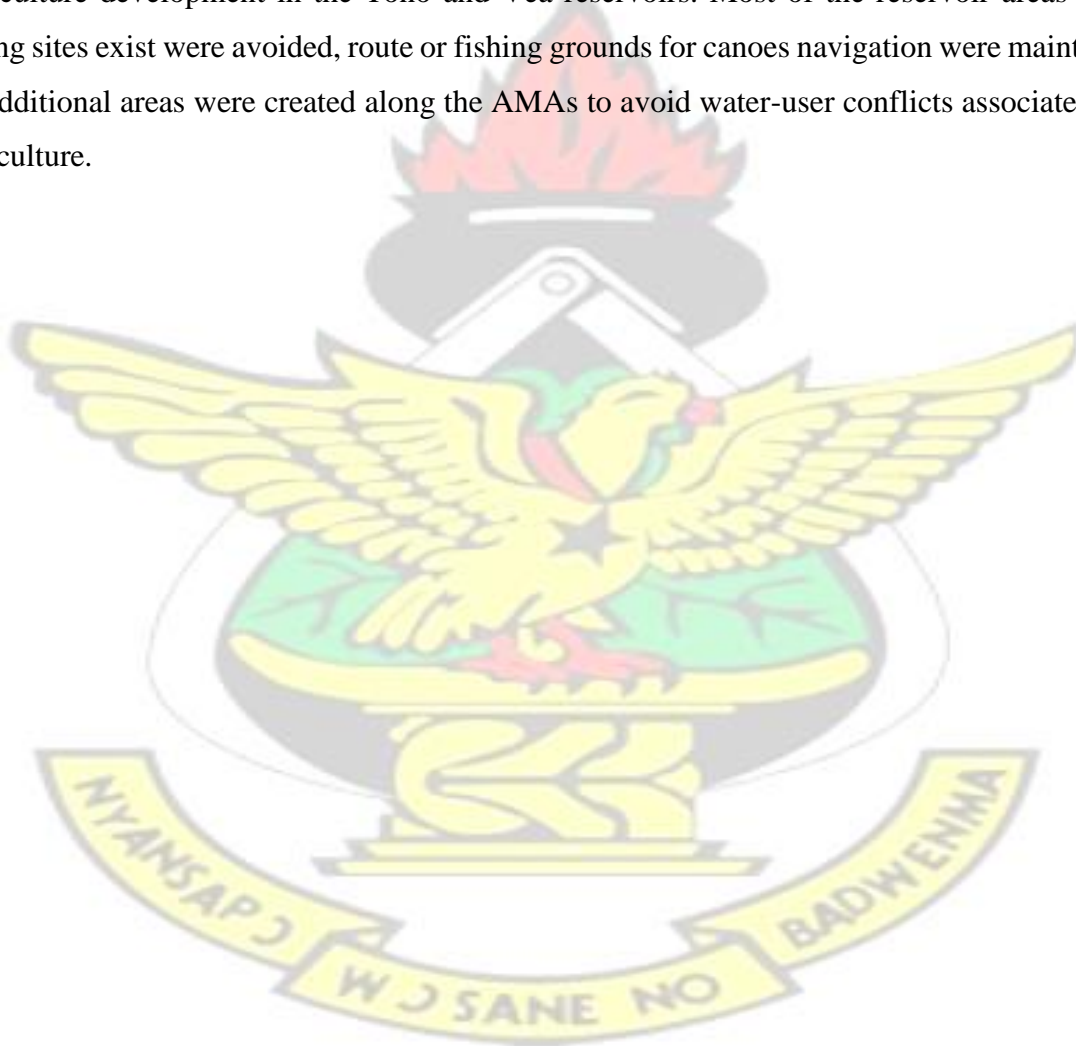 culture development in the Tono and Vea reservoirs. Most of the reservoir areas
ng sites exist were avoided, route or fishing grounds for canoes navigation were maint
dditional areas were created along the AMAs to avoid water-user conflicts associate
culture.
NYANSAPƆ
WƆSANE NO
BADWENMA